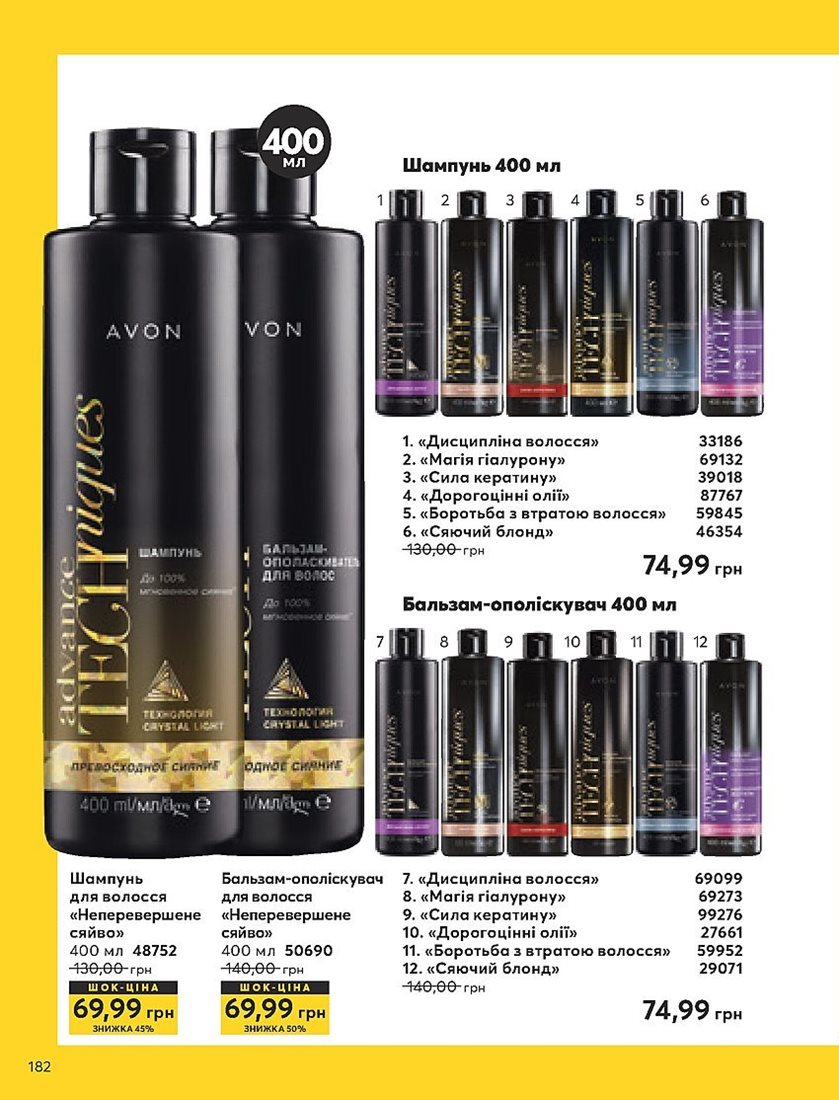 400
мл
AVON
AVON
advance
TECHniques
ШАМПУНЬ
До 100%
мгновенное сияние*
ТЕХНОЛОГИЯ
CRYSTAL LIGHT
ПРЕВОСХОДНОЕ СИЯНИЕ
400 ml/мл/მლ ℮
БАЛЬЗАМ-
ОПОЛАСКИВАТЕЛЬ
ДЛЯ ВОЛОС
До 100%
мгновенное сияние*
ТЕХНОЛОГИЯ
CRYSTAL LIGHT
Шампунь 400 мл
1 2 3 4 5 6
1. «Дисципліна волосся» 33186
2. «Магія гіалурону» 69132
3. «Сила кератину» 39018
4. «Дорогоцінні олії» 87767
5. «Боротьба з втратою волосся» 59845
6. «Сяючий блонд» 46354
130,00 грн
74,99 грн
Бальзам-ополіскувач 400 мл
7 8 9 10 11 12
7. «Дисципліна волосся» 69099
8. «Магія гіалурону» 69273
9. «Сила кератину» 99276
10. «Дорогоцінні олії» 27661
11. «Боротьба з втратою волосся» 59952
12. «Сяючий блонд» 29071
140,00 грн
74,99 грн
Шампунь
для волосся
«Неперевершене
сяйво»
400 мл 48752
130,00 грн
ШОК-ЦІНА
69,99 грн
ЗНИЖКА 45%
Бальзам-ополіскувач
для волосся
«Неперевершене
сяйво»
400 мл 50690
140,00 грн
ШОК-ЦІНА
69,99 грн
ЗНИЖКА 50%
182